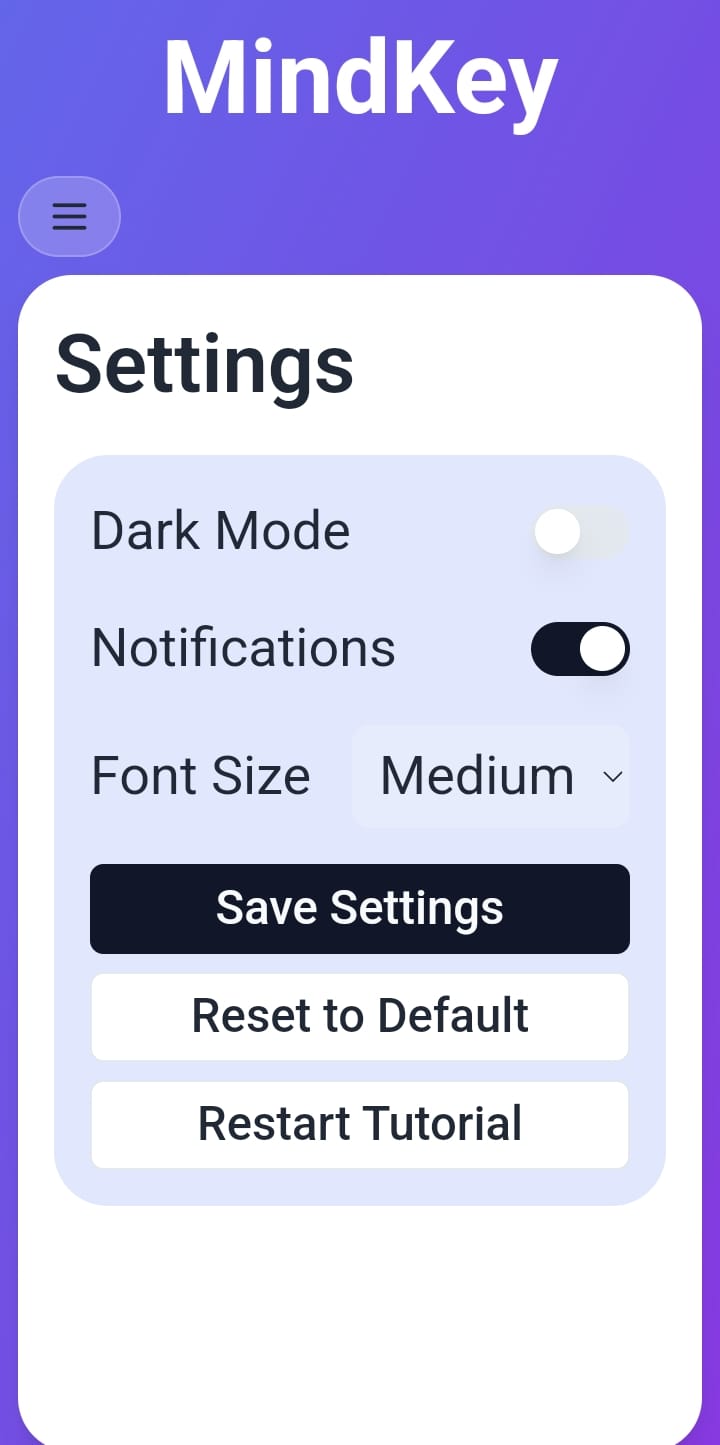 MindKey
Settings
Dark Mode
Notifications
Font Size Medium
Save Settings
Reset to Default
Restart Tutorial